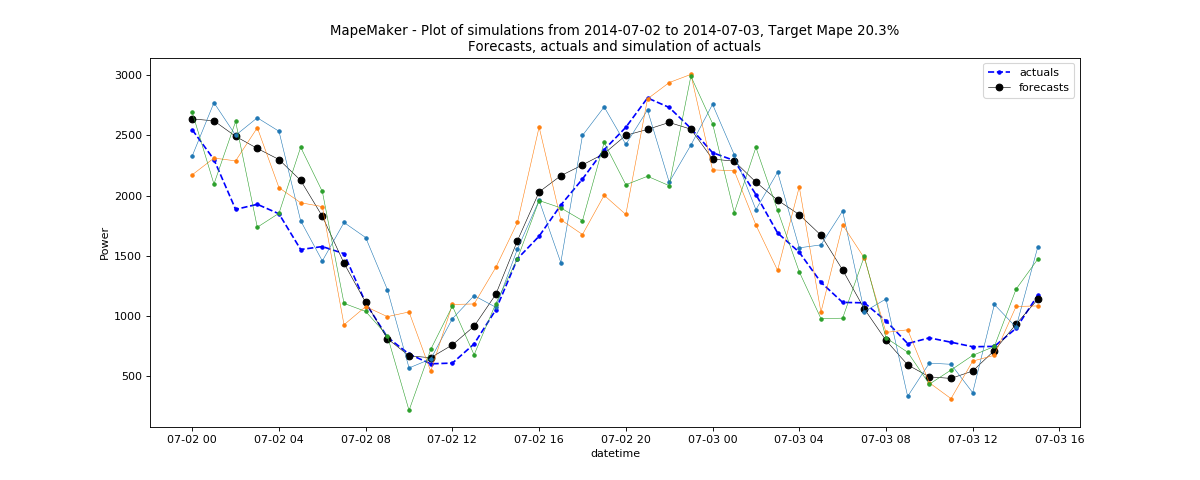 MapeMaker - Plot of simulations from 2014-07-02 to 2014-07-03, Target Mape 20.3%
Forecasts, actuals and simulation of actuals
actuals
forecasts
3000
2500
2000
1500
1000
500
Power
07-02 00 07-02 04 07-02 08 07-02 12 07-02 16 07-02 20 07-03 00 07-03 04 07-03 08 07-03 12 07-03 16
datetime